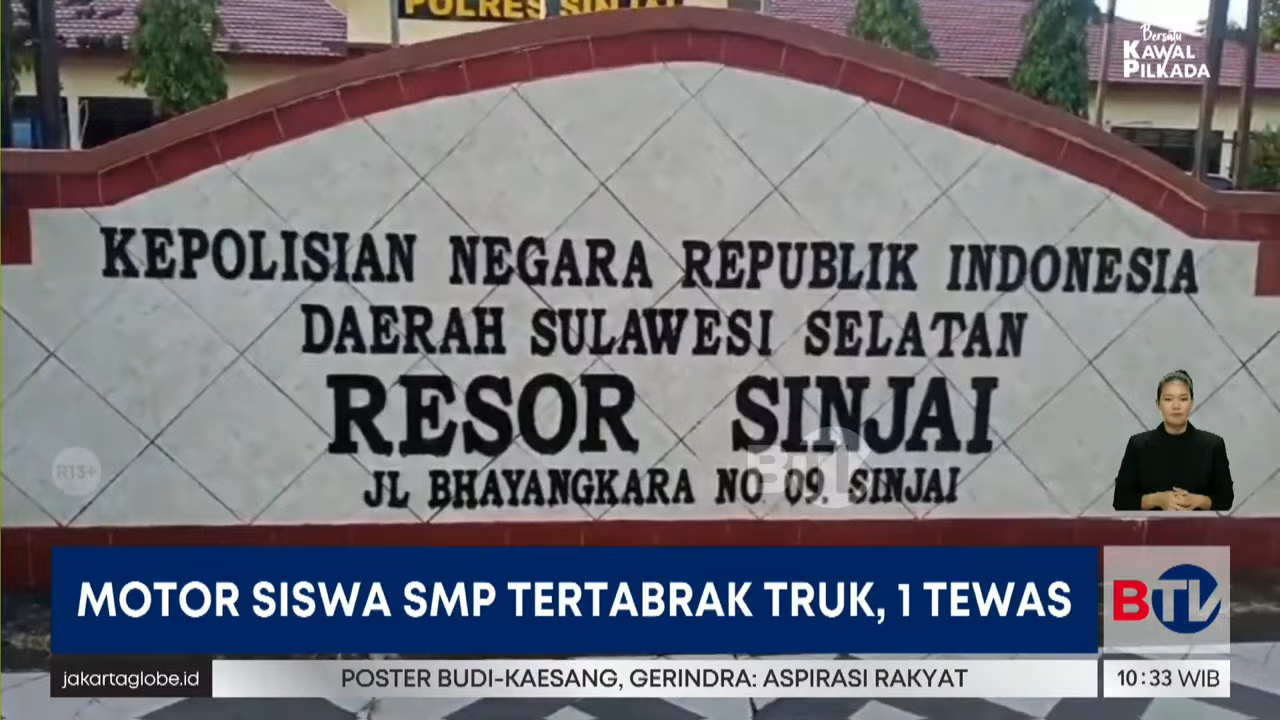 POLRES SINJAI
Bersatu
KAWAL
PILKADA
KEPOLISIAN NEGARA REPUBLIK INDONESIA
DAERAH SULAWESI SELATAN
RESOR SINJAI
JL BHAYANGKARA NO. 09. SINJAI
R13+
BTV
MOTOR SISWA SMP TERTABRAK TRUK, 1 TEWAS
BTV
jakartaglobe.id
POSTER BUDI-KAESANG, GERINDRA: ASPIRASI RAKYAT
10:33 WIB